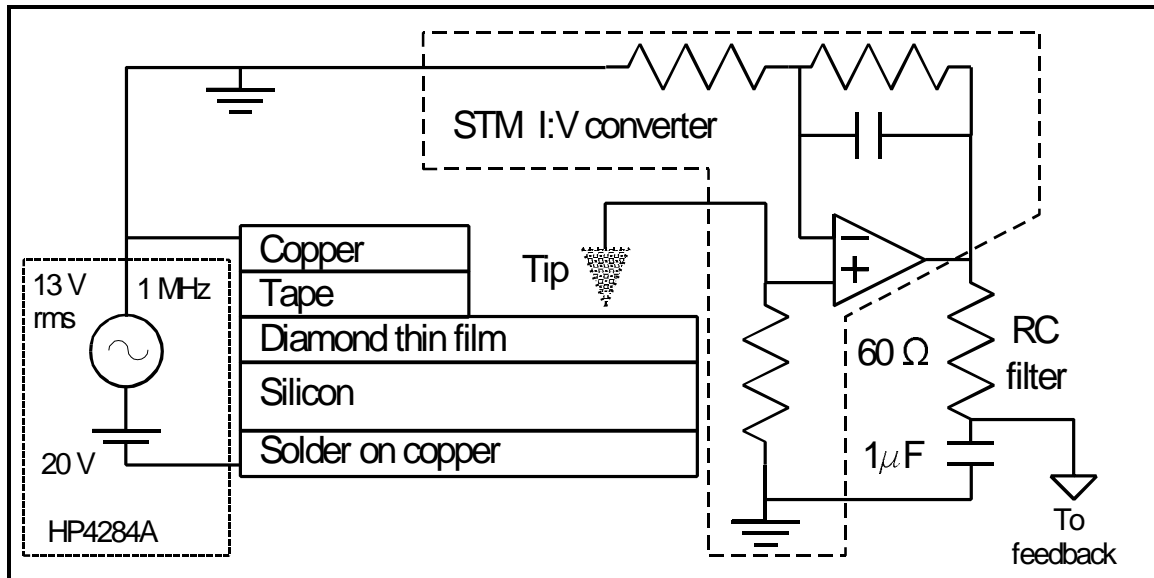 STM I:V converter
Copper
Tape
Diamond thin film
Silicon
Solder on copper
Tip
13 V
rms
1 MHz
20 V
HP4284A
−
+
60 Ω
RC
filter
1μF
To
feedback